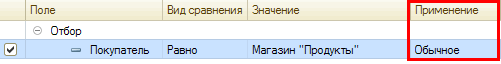 Поле Вид сравнения Значение Применение
Отбор
Покупатель Равно Магазин "Продукты" Обычное